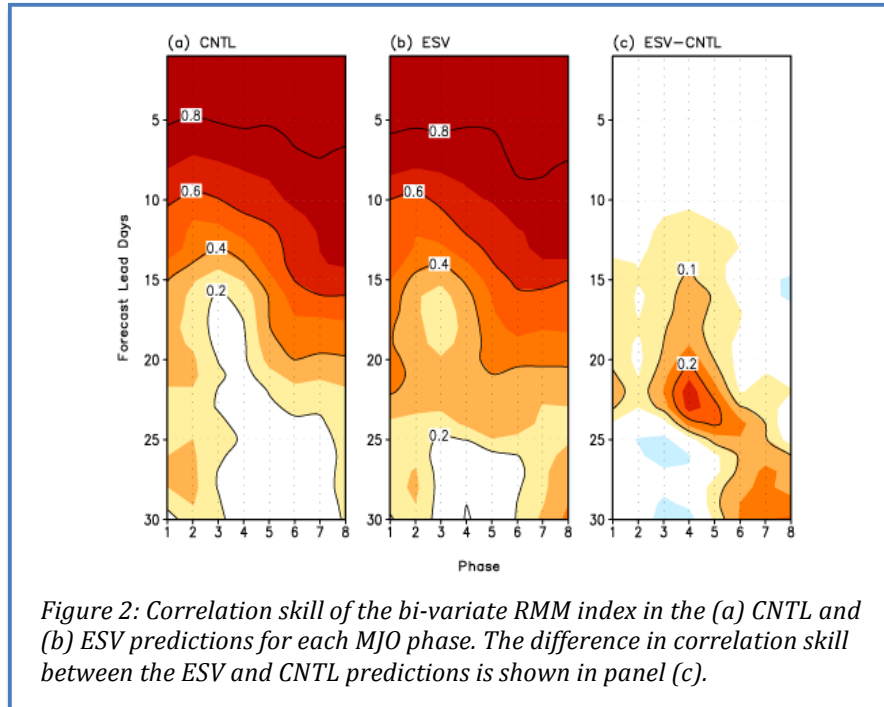 (a) CNTL
(b) ESV
(c) ESV-CNTL
Forecast Lead Days
5
10
15
20
25
30
0.8
0.6
0.4
0.2
1 2 3 4 5 6 7 8
5
10
15
20
25
30
0.8
0.6
0.4
0.2
1 2 3 4 5 6 7 8
5
10
15
20
25
30
0.1
0.2
1 2 3 4 5 6 7 8
Phase
Figure 2: Correlation skill of the bi-variate RMM index in the (a) CNTL and
(b) ESV predictions for each MJO phase. The difference in correlation skill
between the ESV and CNTL predictions is shown in panel (c).